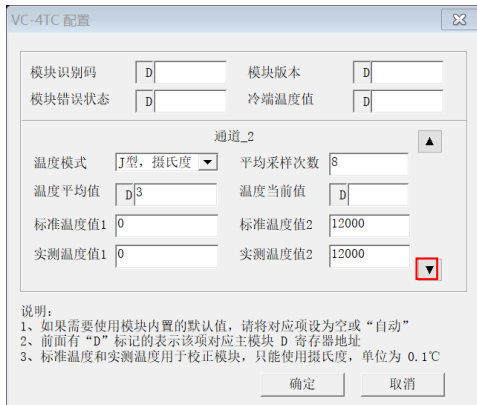 VC-4TC 配置
模块识别码 D 模块版本 D
模块错误状态 D 冷端温度值 D
通道_2
温度模式 J型，摄氏度 平均采样次数 8
温度平均值 D 3 温度当前值 D
标准温度值1 0 标准温度值2 12000
实测温度值1 0 实测温度值2 12000
说明:
1、如果需要使用模块内置的默认值，请将对应项设为空或“自动”
2、前面有“D”标记的表示该项对应主模块 D 寄存器地址
3、标准温度和实测温度用于校正模块，只能使用摄氏度，单位为 0.1℃
确定 取消